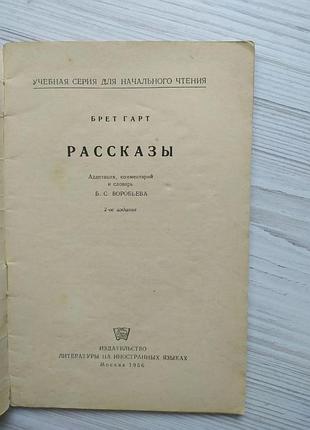 УЧЕБНАЯ СЕРИЯ ДЛЯ НАЧАЛЬНОГО ЧТЕНИЯ
БРЕТ ГАРТ
РАССКАЗЫ
Адаптация, комментарий
и словарь
Б. С. ВОРОБЬЕВА
2-ое издание
ИЗДАТЕЛЬСТВО
ЛИТЕРАТУРЫ НА ИНОСТРАННЫХ ЯЗЫКАХ
Москва 1956